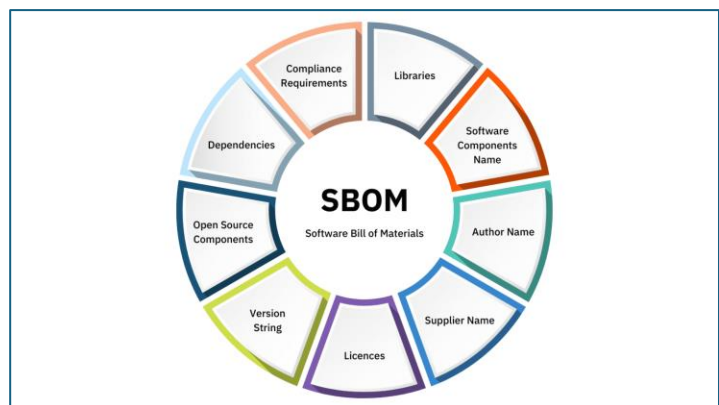 SBOM
Software Bill of Materials
Libraries
Software
Components
Name
Author Name
Supplier Name
Licences
Version
String
Open Source
Components
Dependencies
Compliance
Requirements